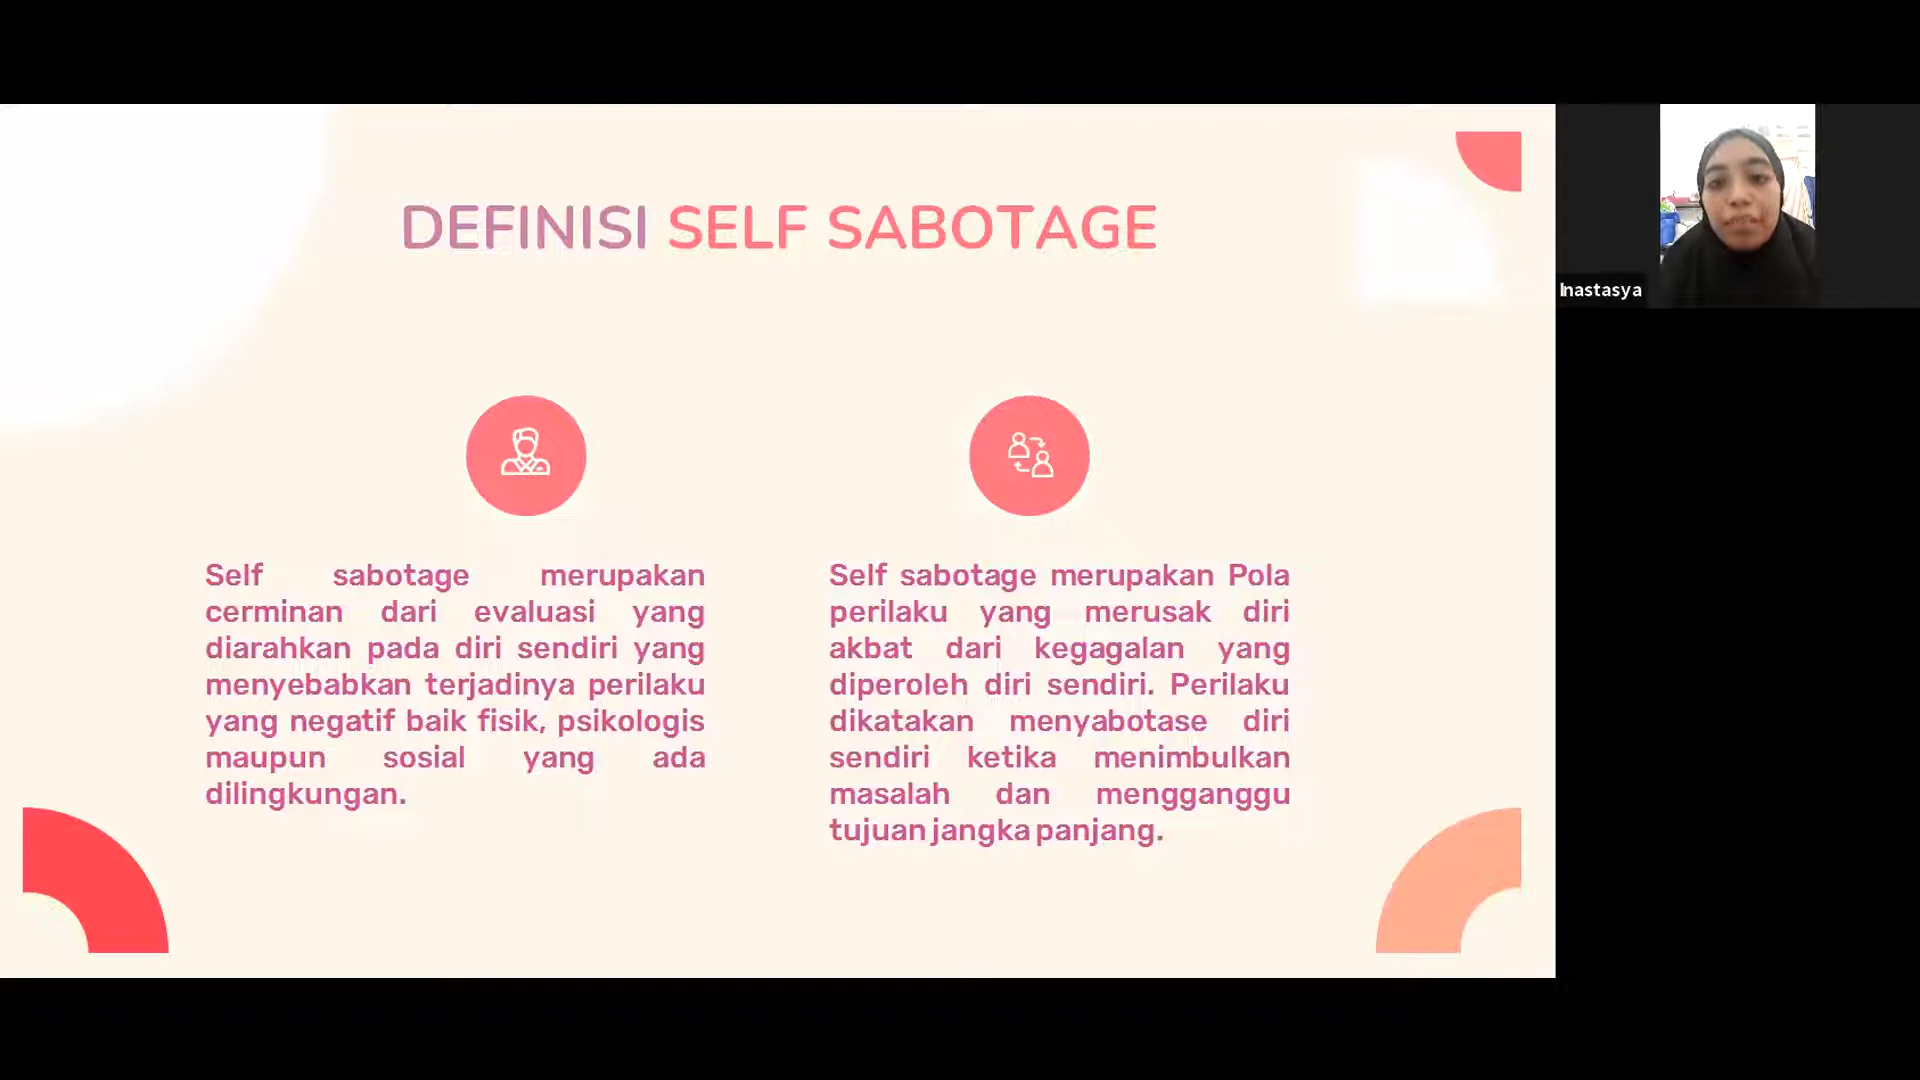 DEFINISI SELF SABOTAGE
Self sabotage merupakan
cerminan dari evaluasi yang
diarahkan pada diri sendiri yang
menyebabkan terjadinya perilaku
yang negatif baik fisik, psikologis
maupun sosial yang ada
dilingkungan.
Self sabotage merupakan Pola
perilaku yang merusak diri
akbat dari kegagalan yang
diperoleh diri sendiri. Perilaku
dikatakan menyabotase diri
sendiri ketika menimbulkan
masalah dan mengganggu
tujuan jangka panjang.
Inastasya